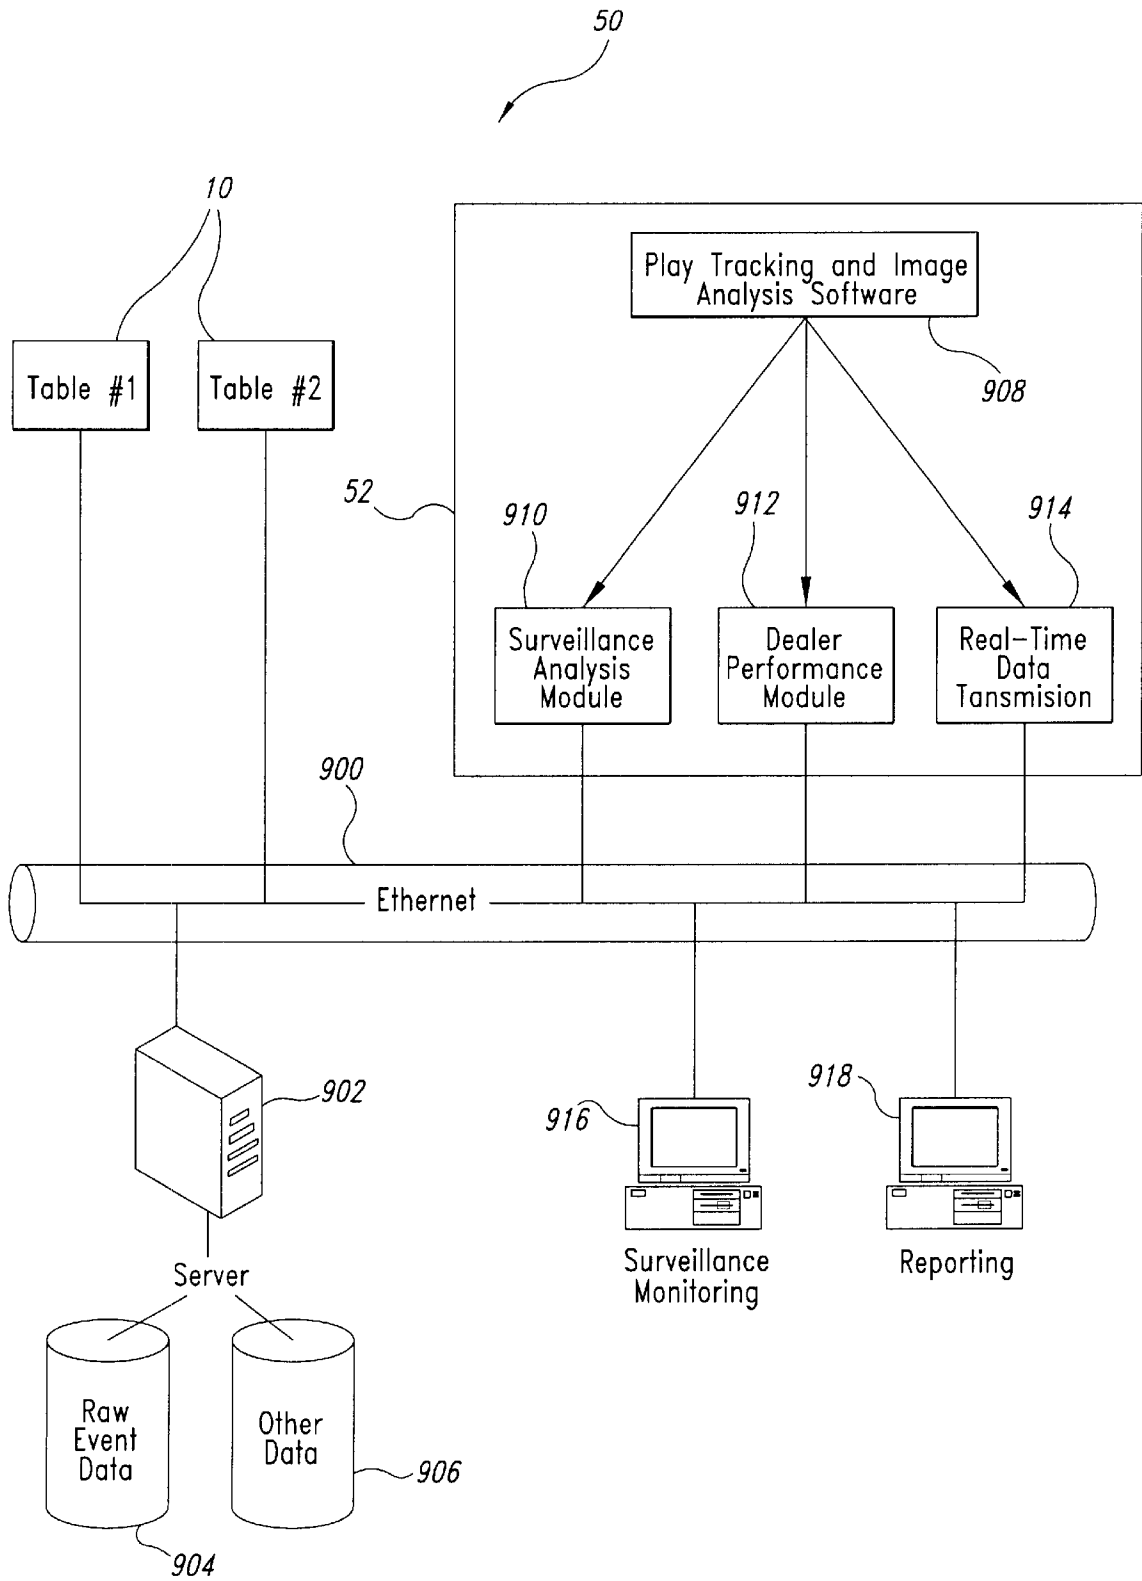 50
10
Play Tracking and Image
Analysis Software
908
Table #1
Table #2
52
910
912
914
Surveillance
Analysis
Module
Dealer
Performance
Module
Real-Time
Data
Tansmision
900
Ethernet
902
916
918
Server
Surveillance
Monitoring
Reporting
Raw
Event
Data
Other
Data
906
904